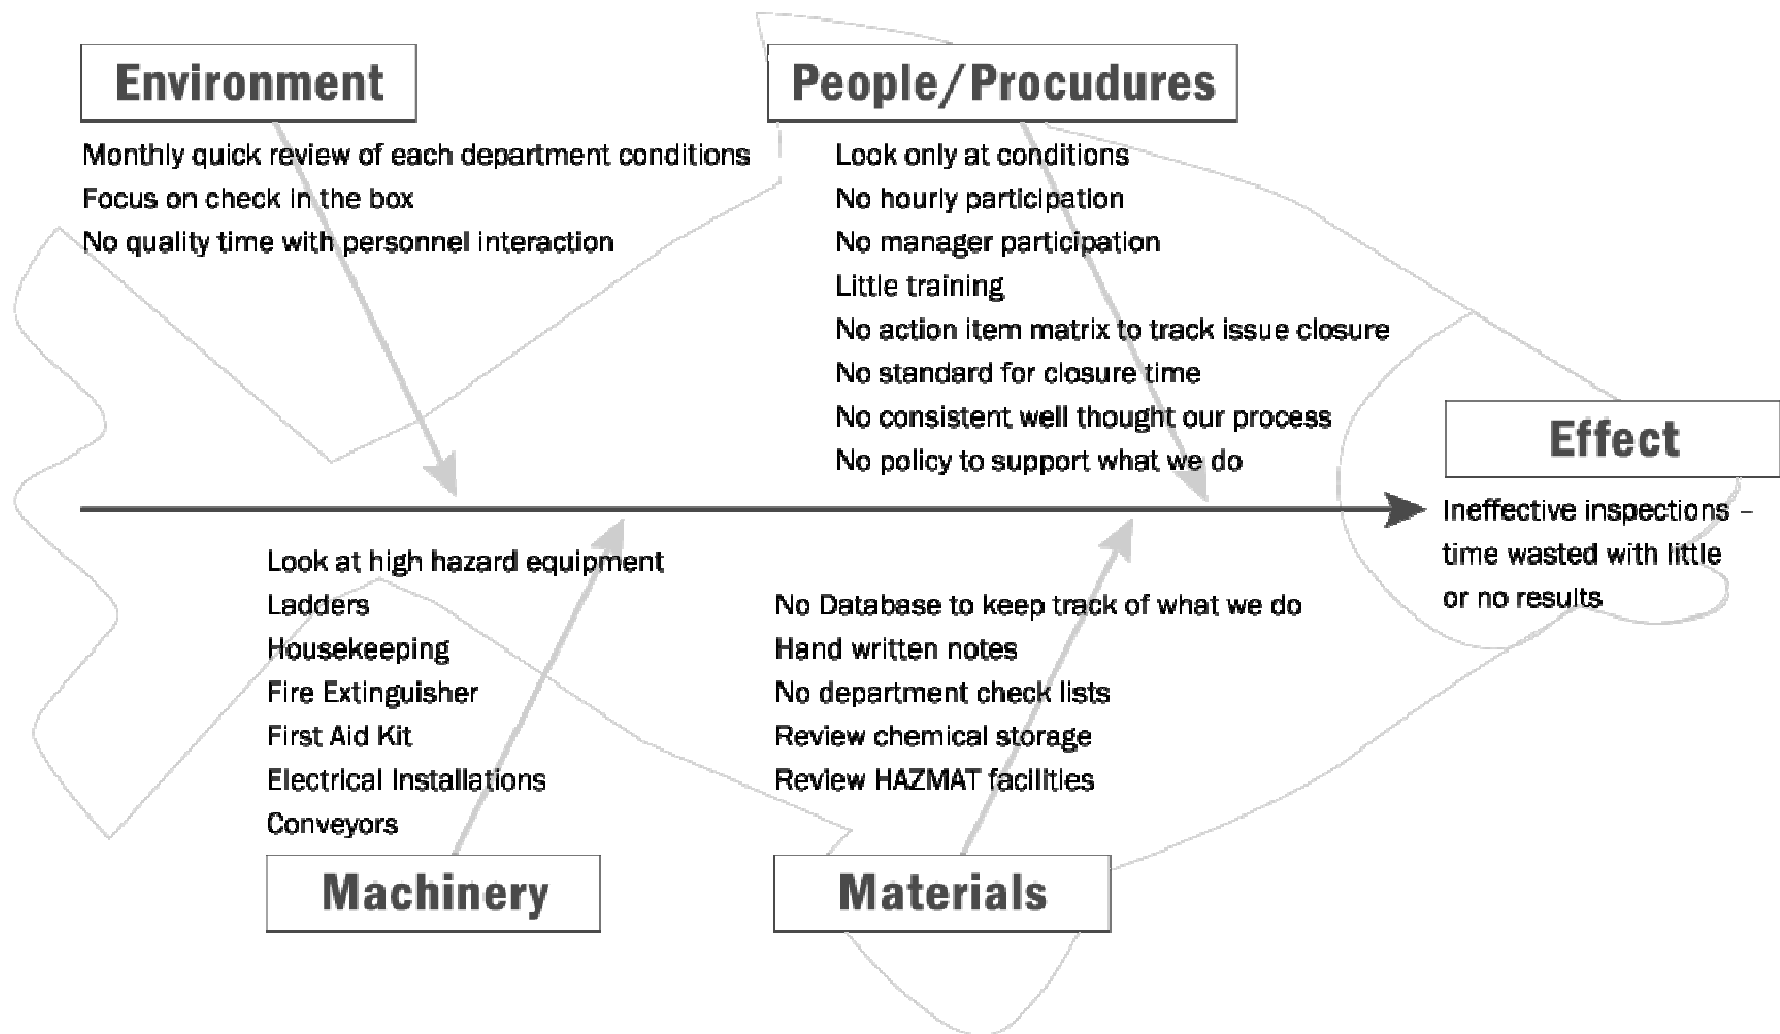 Environment
Monthly quick review of each department conditions
Focus on check in the box
No quality time with personnel interaction
People/Procudures
Look only at conditions
No hourly participation
No manager participation
Little training
No action item matrix to track issue closure
No standard for closure time
No consistent well thought our process
No policy to support what we do
Effect
Ineffective inspections –
time wasted with little
or no results
Look at high hazard equipment
Ladders
Housekeeping
Fire Extinguisher
First Aid Kit
Electrical Installations
Conveyors
Machinery
No Database to keep track of what we do
Hand written notes
No department check lists
Review chemical storage
Review HAZMAT facilities
Materials